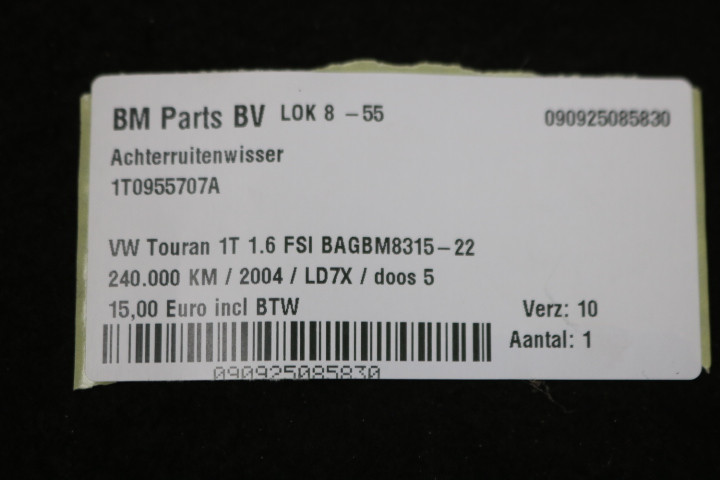 BM Parts BV LOK 8 -55 090925085830
Achterruitenwisser
1T0955707A
VW Touran 1T 1.6 FSI BAGBM8315-22
240.000 KM / 2004 / LD7X / doos 5
15,00 Euro incl BTW Verz: 10
Aantal: 1
090925085830